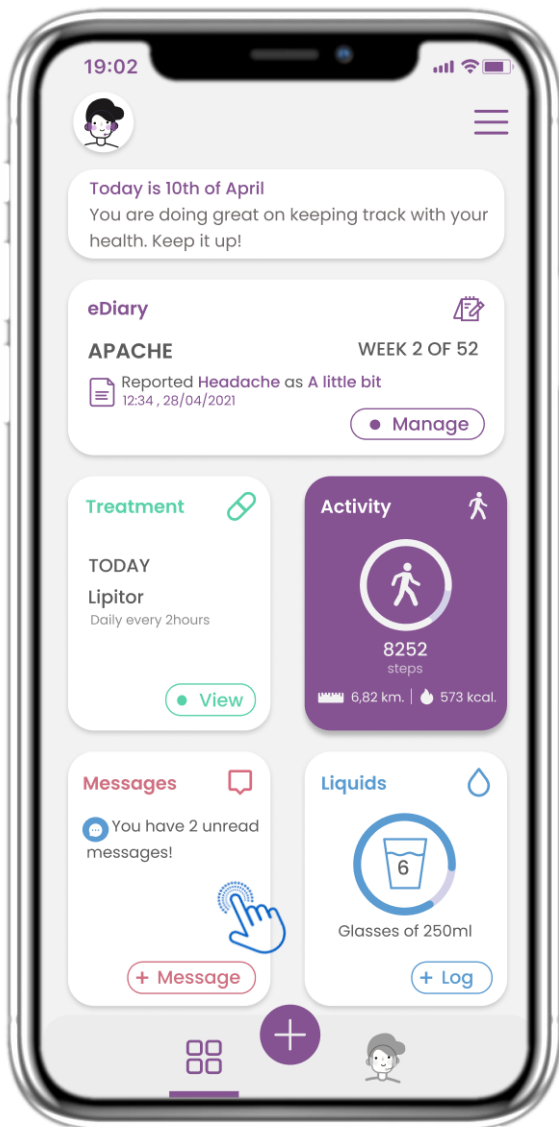 19:02
Today is 10th of April
You are doing great on keeping track with your
health. Keep it up!
eDiary
APACHE
WEEK 2 OF 52
Reported Headache as A little bit
12:34 , 28/04/2021
Manage
Treatment
TODAY
Lipitor
Daily every 2hours
View
Activity
8252
steps
6,82 km.
573 kcal.
Messages
You have 2 unread
messages!
+ Message
Liquids
6
Glasses of 250ml
+ Log